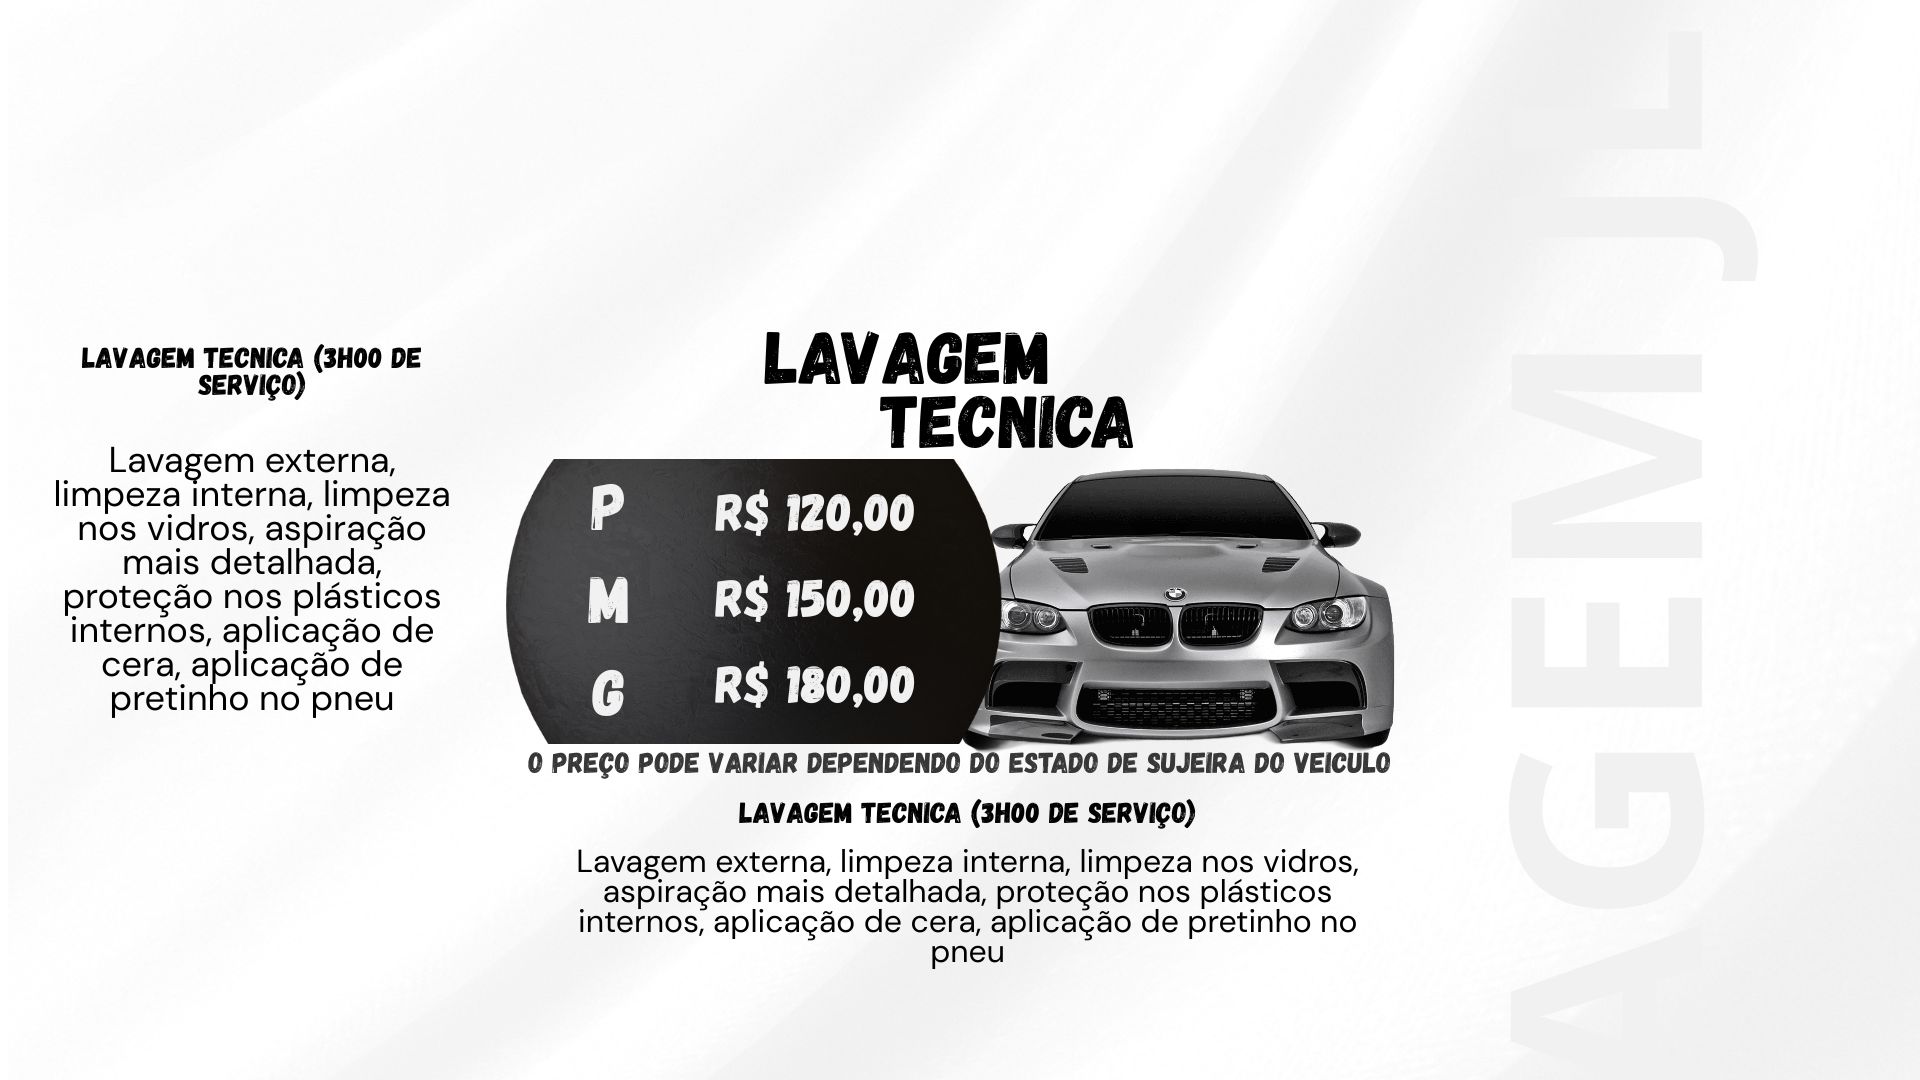 LAVAGEM TECNICA (3H00 DE
SERVIÇO)
Lavagem externa,
limpeza interna, limpeza
nos vidros, aspiração
mais detalhada,
proteção nos plásticos
internos, aplicação de
cera, aplicação de
pretinho no pneu
LAVAGEM
TECNICA
P R$ 120,00
M R$ 150,00
G R$ 180,00
O PREÇO PODE VARIAR DEPENDENDO DO ESTADO DE SUJEIRA DO VEICULO
LAVAGEM TECNICA (3H00 DE SERVIÇO)
Lavagem externa, limpeza interna, limpeza nos vidros,
aspiração mais detalhada, proteção nos plásticos
internos, aplicação de cera, aplicação de pretinho no
pneu
AGEM JL